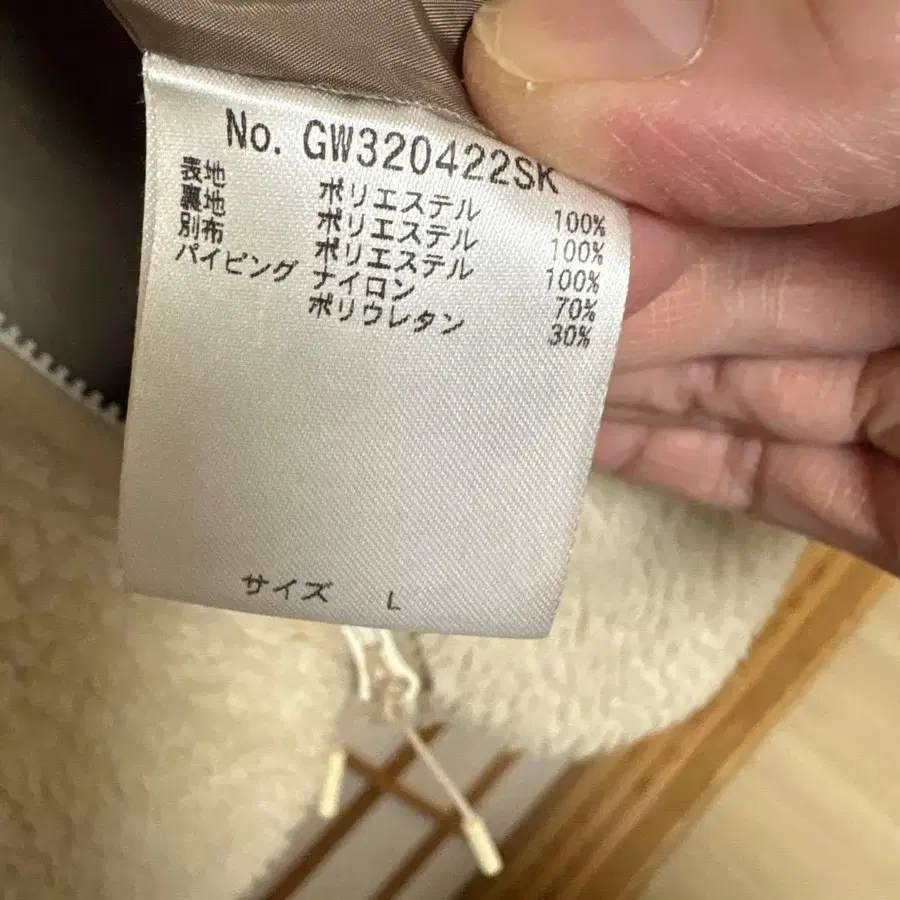 No. GW320422SK
表地 ポリエステル 100%
裏地 ポリエステル 100%
別布 ポリエステル 100%
パイピング ナイロン 70%
ポリウレタン 30%
サイズ L